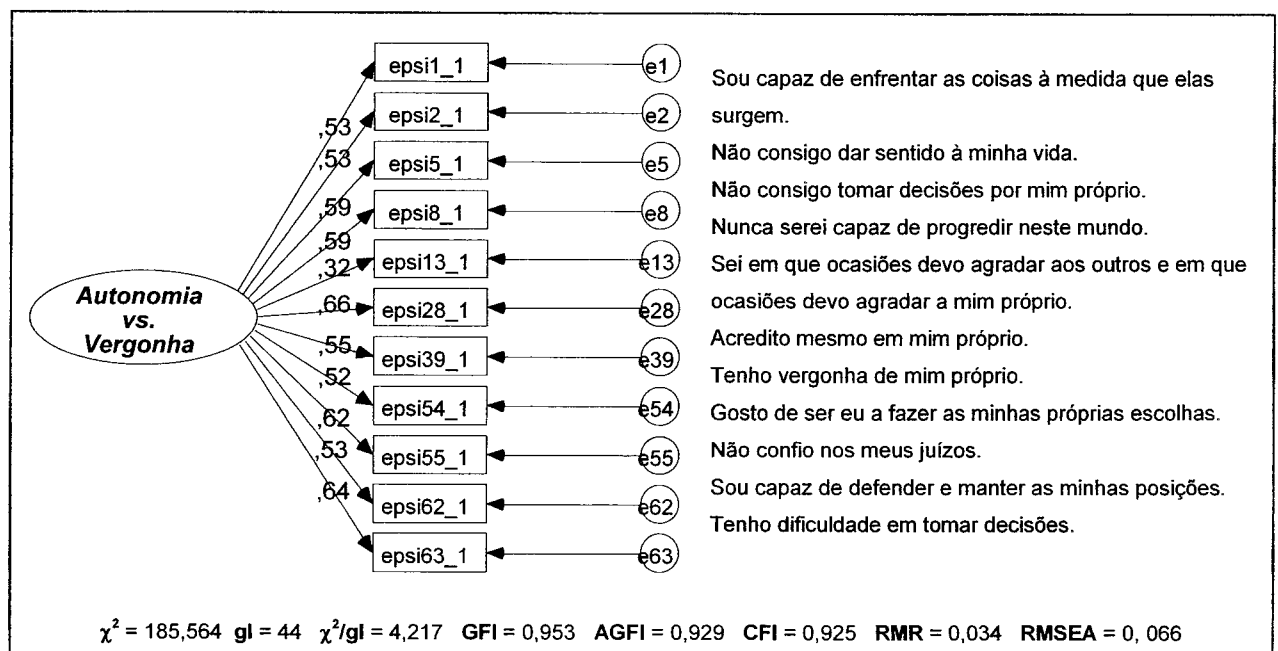 epsi1_1 e1
epsi2_1 e2
epsi5_1 e5
epsi8_1 e8
epsi13_1 e13
epsi28_1 e28
epsi39_1 e39
epsi54_1 e54
epsi55_1 e55
epsi62_1 e62
epsi63_1 e63
,53
,53
,59
,59
,32
,66
,55
,52
,62
,53
,64
Autonomia
vs.
Vergonha
Sou capaz de enfrentar as coisas à medida que elas
surgem.
Não consigo dar sentido à minha vida.
Não consigo tomar decisões por mim próprio.
Nunca serei capaz de progredir neste mundo.
Sei em que ocasiões devo agradar aos outros e em que
ocasiões devo agradar a mim próprio.
Acredito mesmo em mim próprio.
Tenho vergonha de mim próprio.
Gosto de ser eu a fazer as minhas próprias escolhas.
Não confio nos meus juízos.
Sou capaz de defender e manter as minhas posições.
Tenho dificuldade em tomar decisões.
χ² = 185,564 gl = 44 χ²/gl = 4,217 GFI = 0,953 AGFI = 0,929 CFI = 0,925 RMR = 0,034 RMSEA = 0, 066